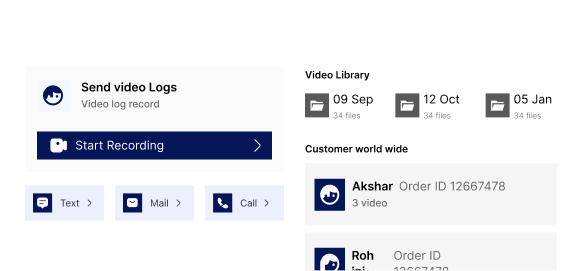 Send video Logs
Video log record
Start Recording
Text
Mail
Call
Video Library
09 Sep
34 files
12 Oct
34 files
05 Jan
34 files
Customer world wide
Akshar Order ID 12667478
3 video
Roh Order ID
ini 12667478